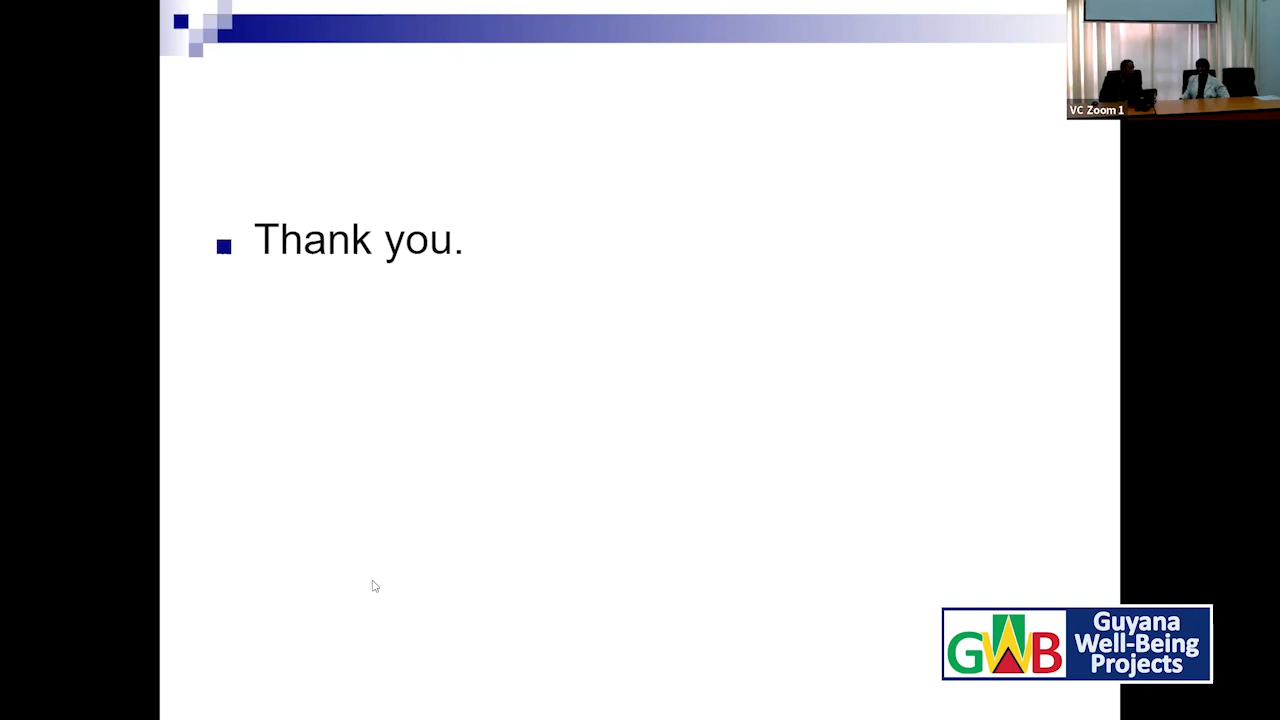 VC Zoom 1
Thank you.
GWB
Guyana
Well-Being
Projects